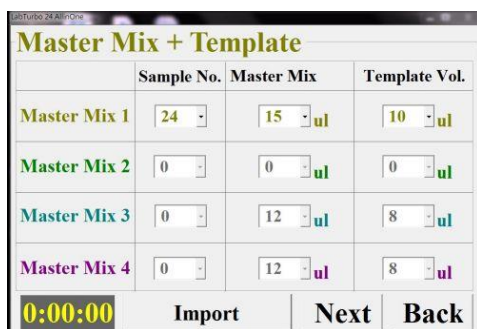 LabTurbo 24 AllinOne
Master Mix + Template
Sample No. Master Mix Template Vol.
Master Mix 1 24 15 ul 10 ul
Master Mix 2 0 0 ul 0 ul
Master Mix 3 0 12 ul 8 ul
Master Mix 4 0 12 ul 8 ul
0:00:00 Import Next Back